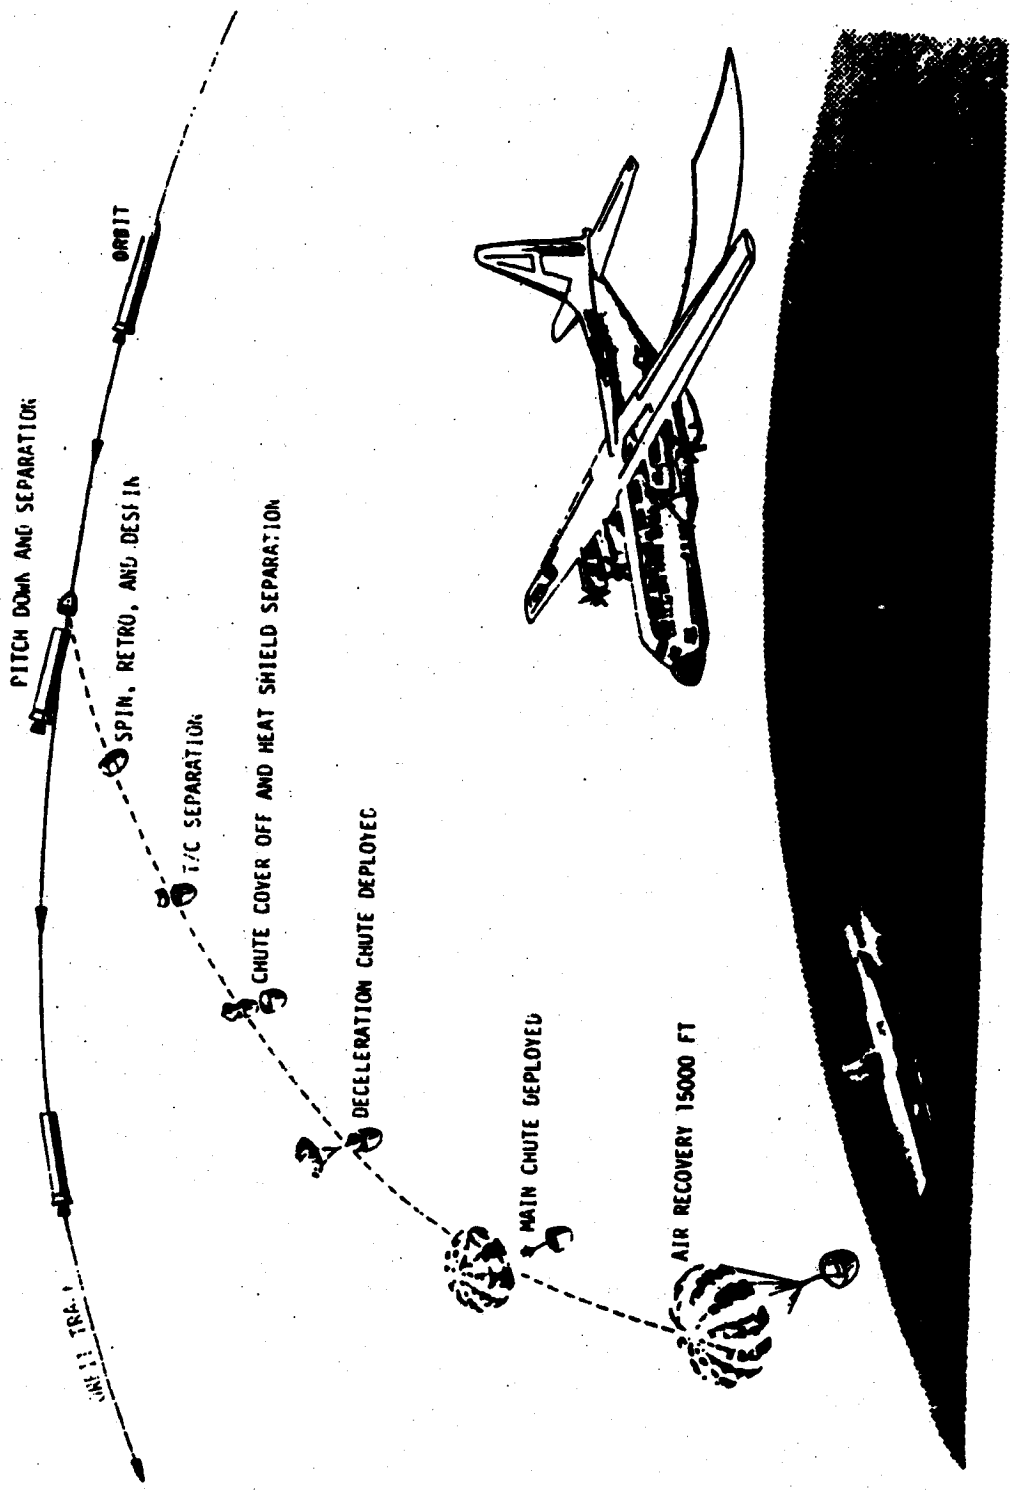 ORBIT
PITCH DOWN AND SEPARATION
SPIN, RETRO, AND DESPIN
T/C SEPARATION
CHUTE COVER OFF AND HEAT SHIELD SEPARATION
DECELERATION CHUTE DEPLOYED
MAIN CHUTE DEPLOYED
AIR RECOVERY 15000 FT